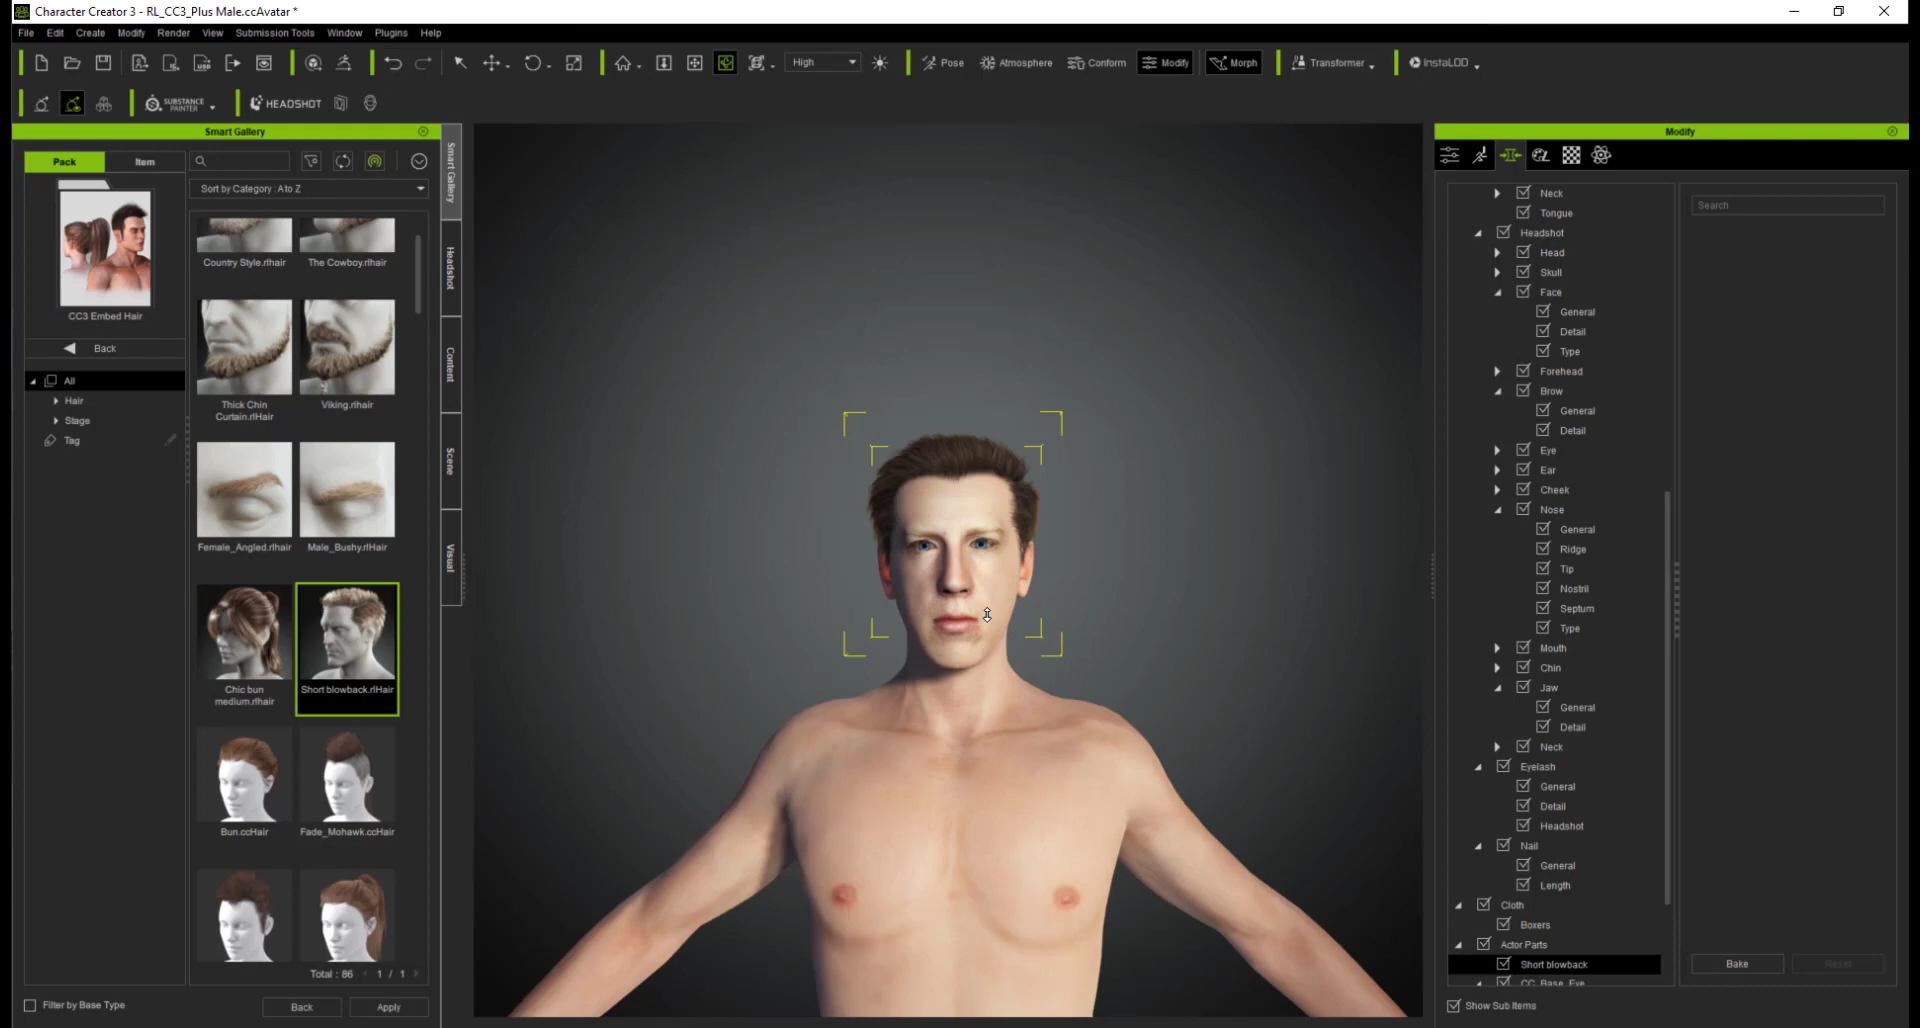 Character Creator 3 - RL_CC3_Plus Male.ccAvatar *
File Edit Create Modify Render View Submission Tools Window Plugins Help
High Pose Atmosphere Conform Modify Morph Transformer InstaLOD
SUBSTANCE PAINTER HEADSHOT
Smart Gallery
Pack Item
Sort by Category : A to Z
CC3 Embed Hair
Back
All
Hair
Stage
Tag
Country Style.rlhair The Cowboy.rlhair
Thick Chin Curtain.rlHair Viking.rlhair
Female_Angled.rlhair Male_Bushy.rlHair
Chic bun medium.rlhair Short blowback.rlHair
Bun.ccHair Fade_Mohawk.ccHair
Total : 86 1 / 1
Filter by Base Type Back Apply
Smart Gallery
Headshot
Content
Scene
Visual
Modify
Neck
Tongue
Headshot
Head
Skull
Face
General
Detail
Type
Forehead
Brow
General
Detail
Eye
Ear
Cheek
Nose
General
Ridge
Tip
Nostril
Septum
Type
Mouth
Chin
Jaw
General
Detail
Neck
Eyelash
General
Detail
Headshot
Nail
General
Length
Cloth
Boxers
Actor Parts
Short blowback
CC_Base_Eye
Show Sub Items
Search
Bake Reset